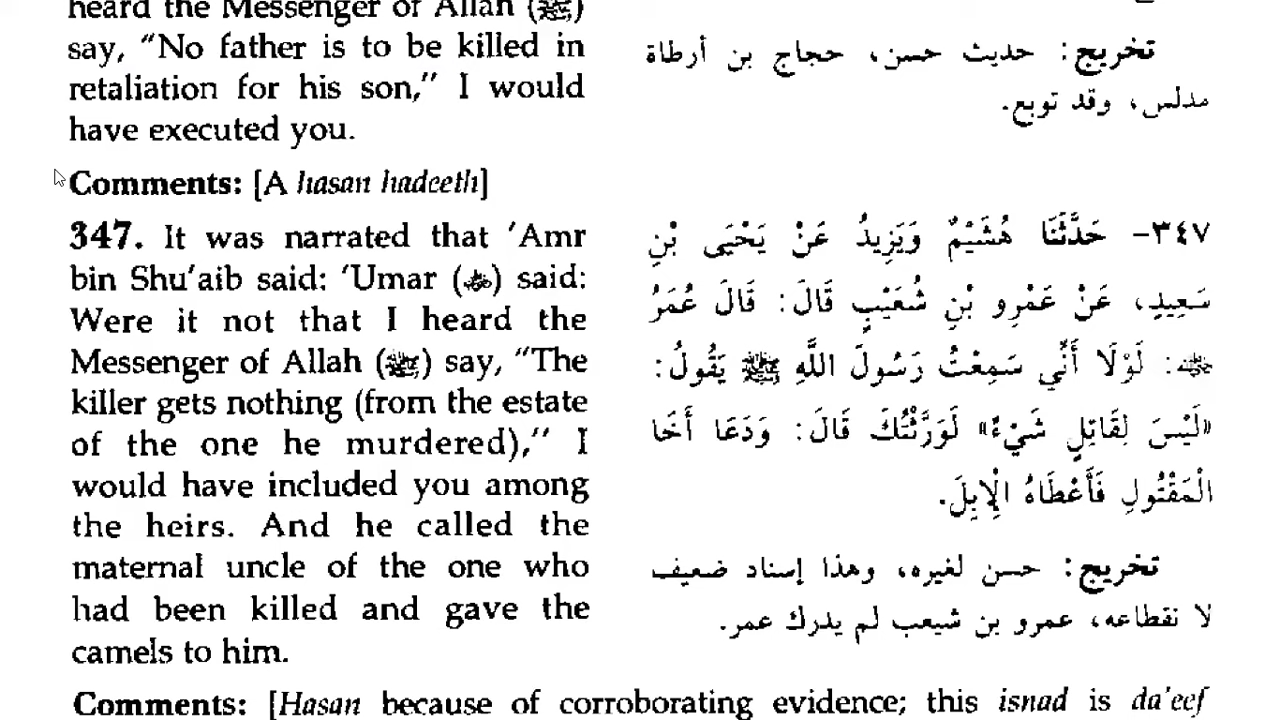 heard the Messenger of Allah (ﷺ)
say, “No father is to be killed in
retaliation for his son,” I would
have executed you.
Comments: [A hasan hadeeth]
347. It was narrated that ‘Amr
bin Shu‘aib said: ‘Umar (رضي الله عنه) said:
Were it not that I heard the
Messenger of Allah (ﷺ) say, “The
killer gets nothing (from the estate
of the one he murdered),” I
would have included you among
the heirs. And he called the
maternal uncle of the one who
had been killed and gave the
camels to him.
تخريج: حديث حسن، حجاج بن أرطاة
مدلس، وقد توبع.
٣٤٧- حَدَّثَنَا هُشَيْمٌ وَيَزِيدُ عَنْ يَحْيَى بْنِ
سَعِيدٍ، عَنْ عَمْرِو بْنِ شُعَيْبٍ قَالَ: قَالَ عُمَرُ
رضي الله عنه: لَوْلَا أَنِّي سَمِعْتُ رَسُولَ اللَّهِ ﷺ يَقُولُ:
«لَيْسَ لِقَاتِلٍ شَيْءٌ» لَوَرَّثْتُكَ قَالَ: وَدَعَا أَخَا
الْمَقْتُولِ فَأَعْطَاهُ الْإِبِلَ.
تخريج: حسن لغيره، وهذا إسناد ضعيف
لا نقطاعه، عمرو بن شيعب لم يدرك عمر.
Comments: [Hasan because of corroborating evidence; this isnad is da‘eef